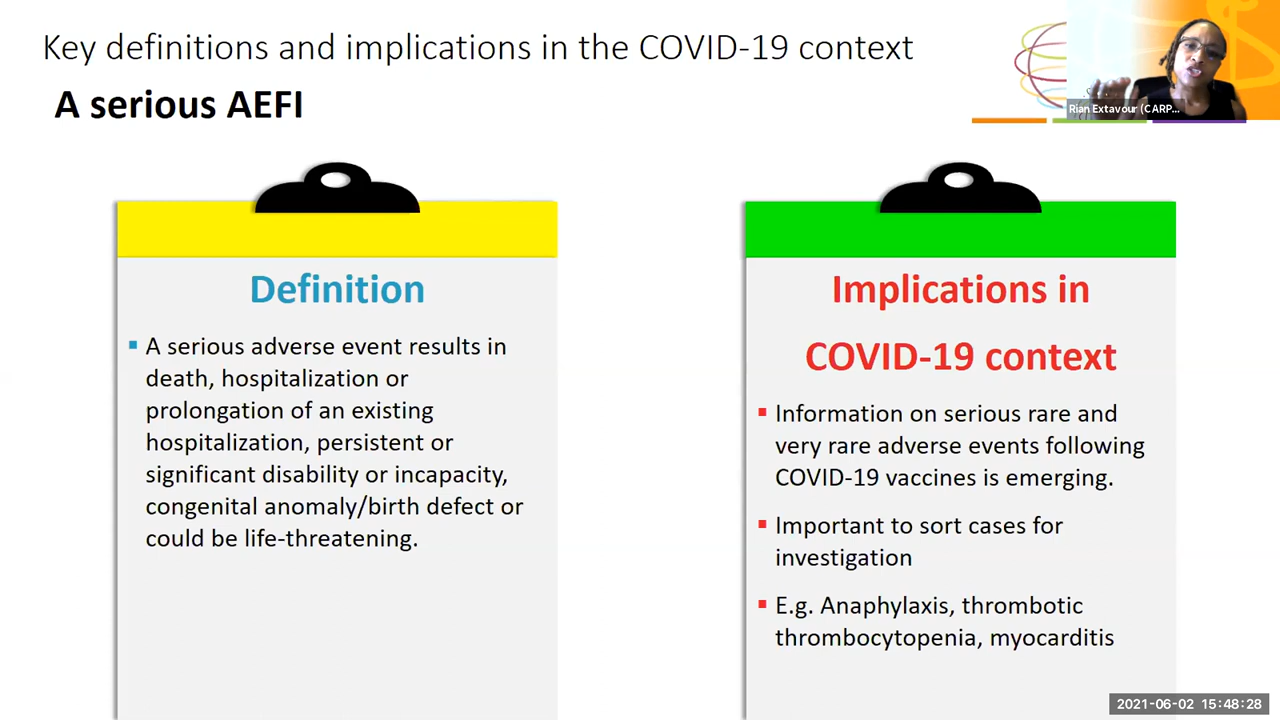 Key definitions and implications in the COVID-19 context
A serious AEFI
Rian Extavour (CARP...
Definition
▪ A serious adverse event results in
death, hospitalization or
prolongation of an existing
hospitalization, persistent or
significant disability or incapacity,
congenital anomaly/birth defect or
could be life-threatening.
Implications in
COVID-19 context
▪ Information on serious rare and
very rare adverse events following
COVID-19 vaccines is emerging.
▪ Important to sort cases for
investigation
▪ E.g. Anaphylaxis, thrombotic
thrombocytopenia, myocarditis
2021-06-02 15:48:28